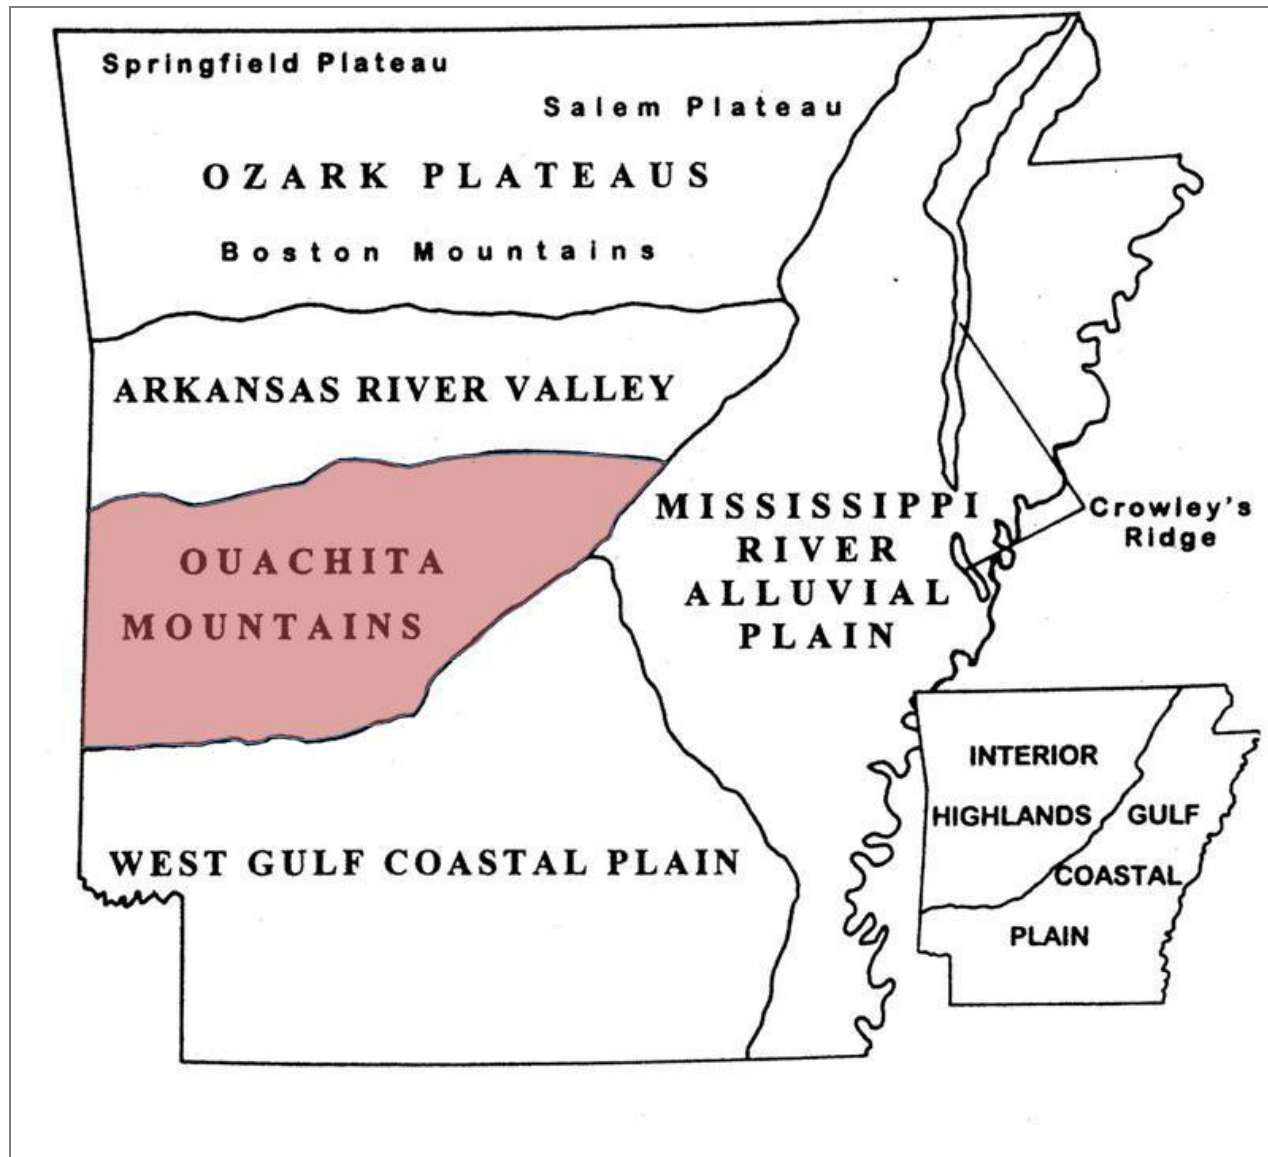 Springfield Plateau
Salem Plateau
OZARK PLATEAUS
Boston Mountains
ARKANSAS RIVER VALLEY
OUACHITA
MOUNTAINS
MISSISSIPPI
RIVER
ALLUVIAL
PLAIN
Crowley's
Ridge
WEST GULF COASTAL PLAIN
INTERIOR
HIGHLANDS
GULF
COASTAL
PLAIN